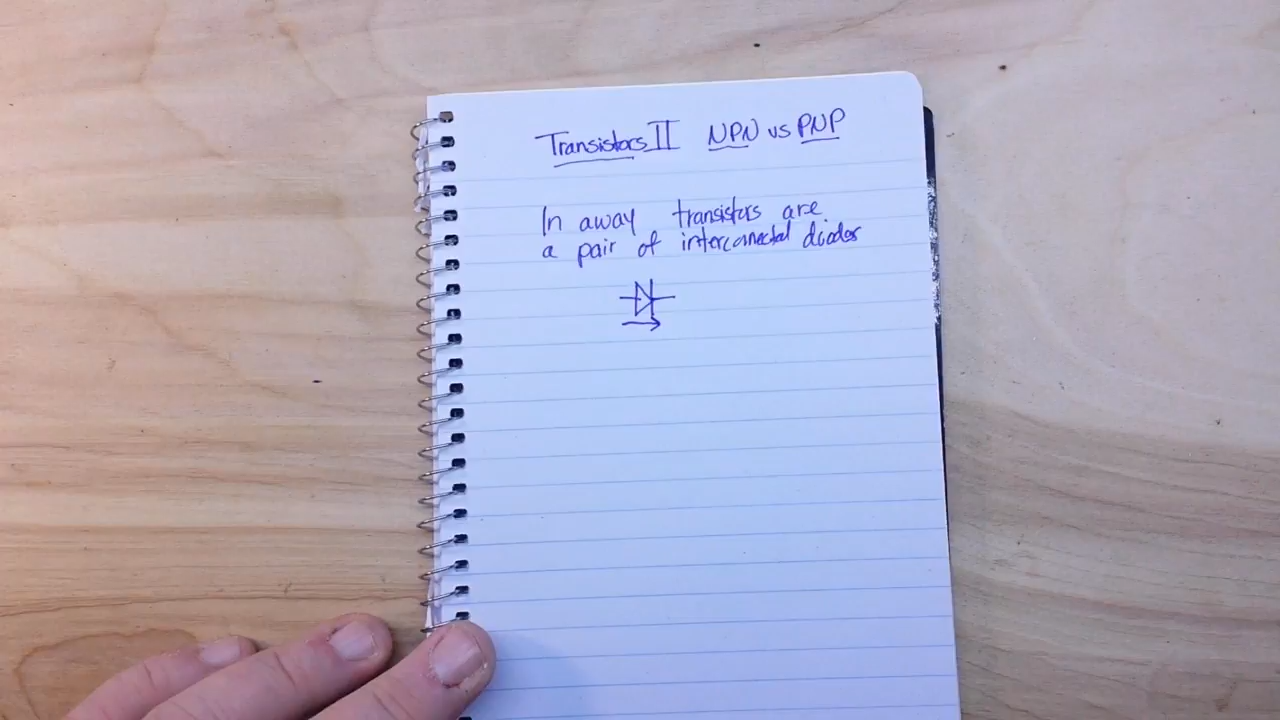 Transistors II NPN vs PNP
In away transistors are
a pair of interconnected diodes